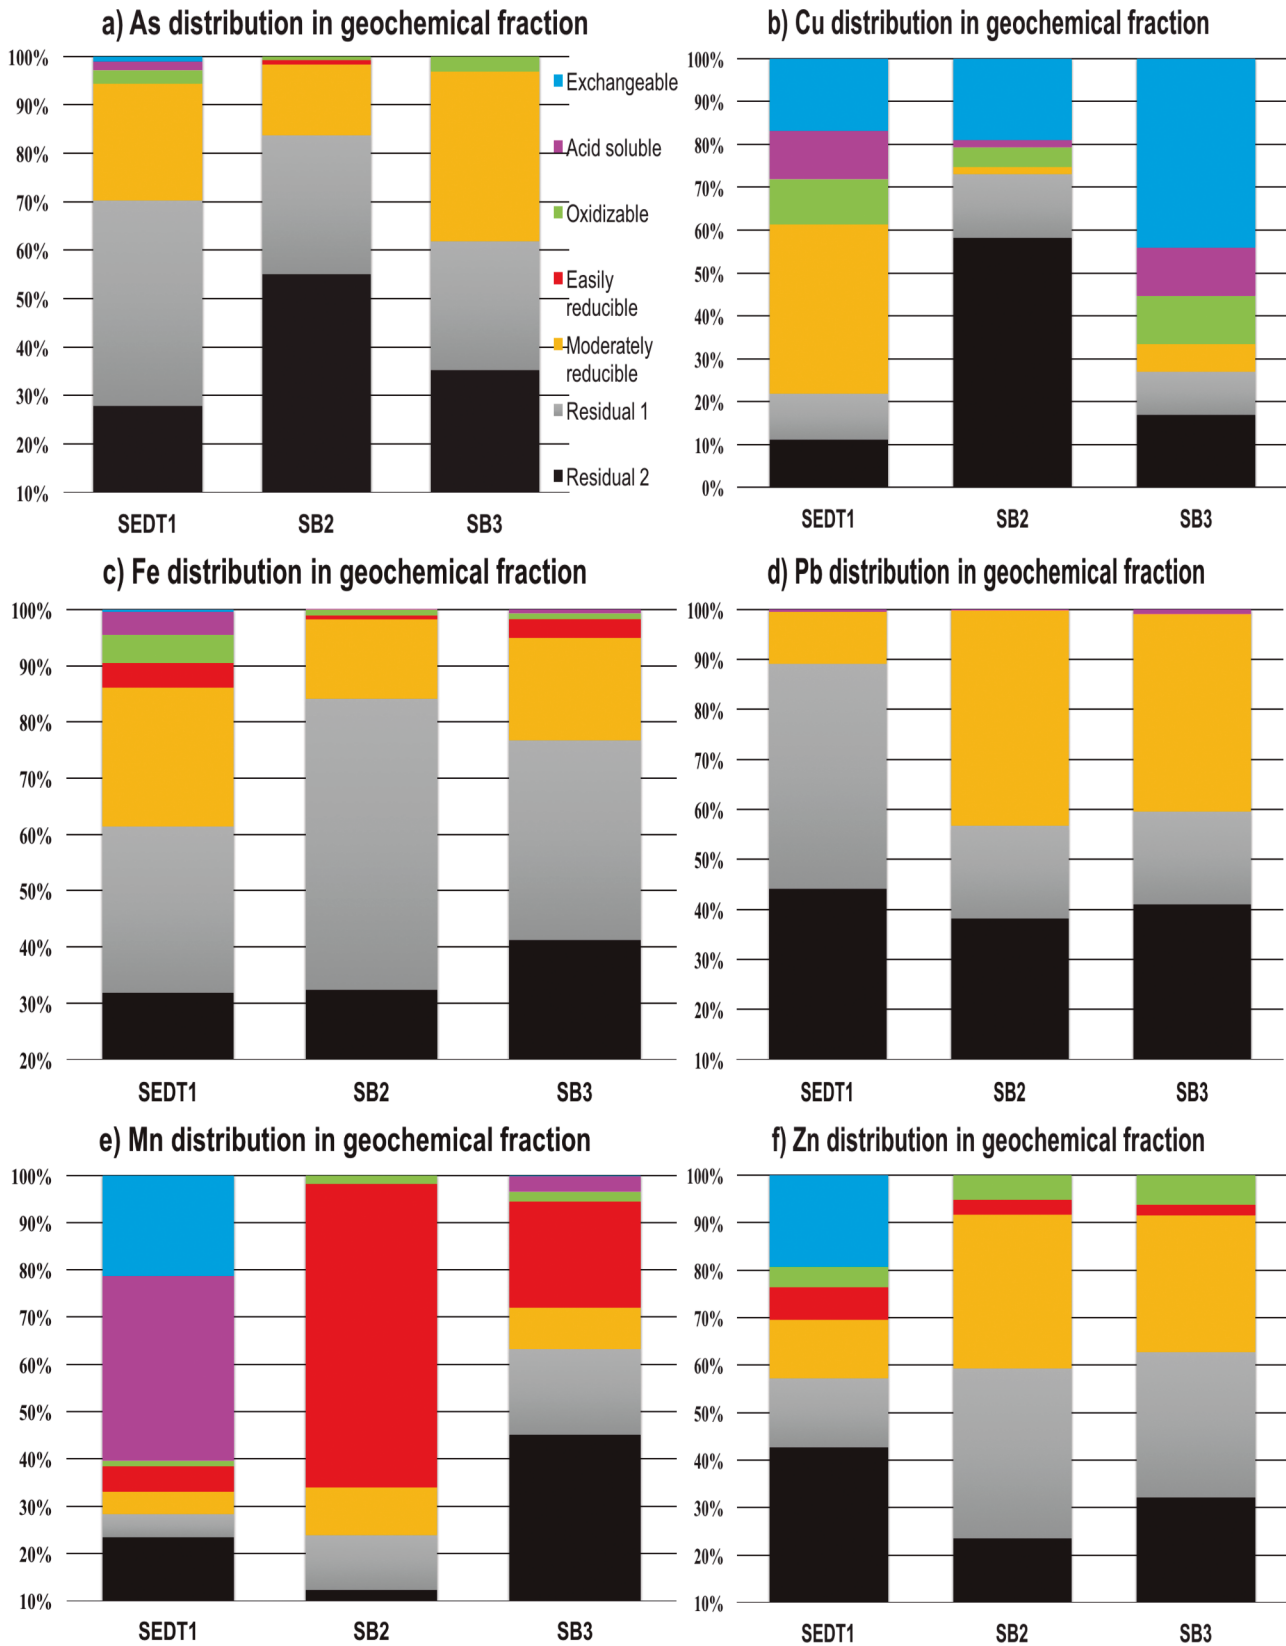 a) As distribution in geochemical fraction
100%
90%
80%
70%
60%
50%
40%
30%
20%
10%
SEDT1
SB2
SB3
Exchangeable
Acid soluble
Oxidizable
Easily
reducible
Moderately
reducible
Residual 1
Residual 2
b) Cu distribution in geochemical fraction
100%
90%
80%
70%
60%
50%
40%
30%
20%
10%
0%
SEDT1
SB2
SB3
c) Fe distribution in geochemical fraction
100%
90%
80%
70%
60%
50%
40%
30%
20%
SEDT1
SB2
SB3
d) Pb distribution in geochemical fraction
100%
90%
80%
70%
60%
50%
40%
30%
20%
10%
SEDT1
SB2
SB3
e) Mn distribution in geochemical fraction
100%
90%
80%
70%
60%
50%
40%
30%
20%
10%
SEDT1
SB2
SB3
f) Zn distribution in geochemical fraction
100%
90%
80%
70%
60%
50%
40%
30%
20%
10%
SEDT1
SB2
SB3